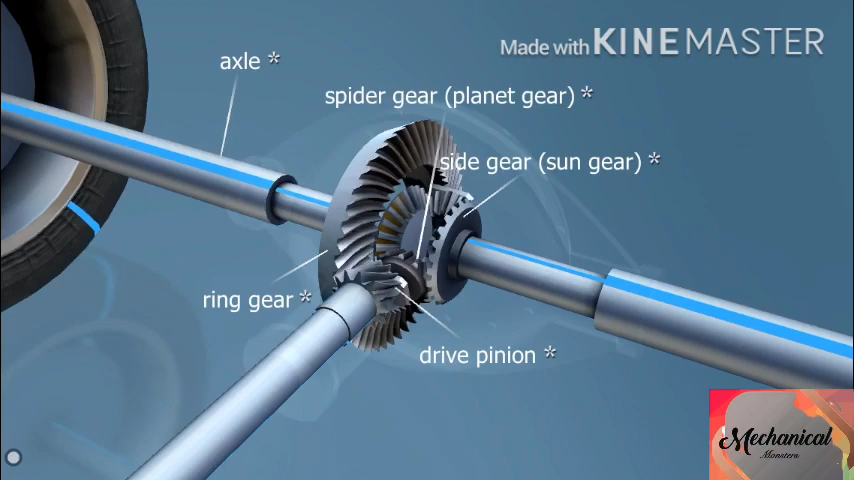 Made with KINEMASTER
axle *
spider gear (planet gear) *
side gear (sun gear) *
ring gear *
drive pinion *
Mechanical
Monsters